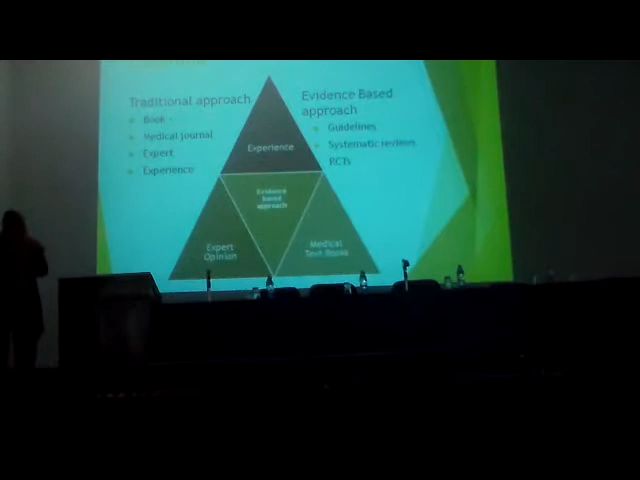 Traditional approach
Book -
Medical journal
Expert
Experience
Evidence Based
approach
Guidelines
Systematic reviews
RCTs
Experience
Evidence
based
approach
Expert
Opinion
Medical
Text Books